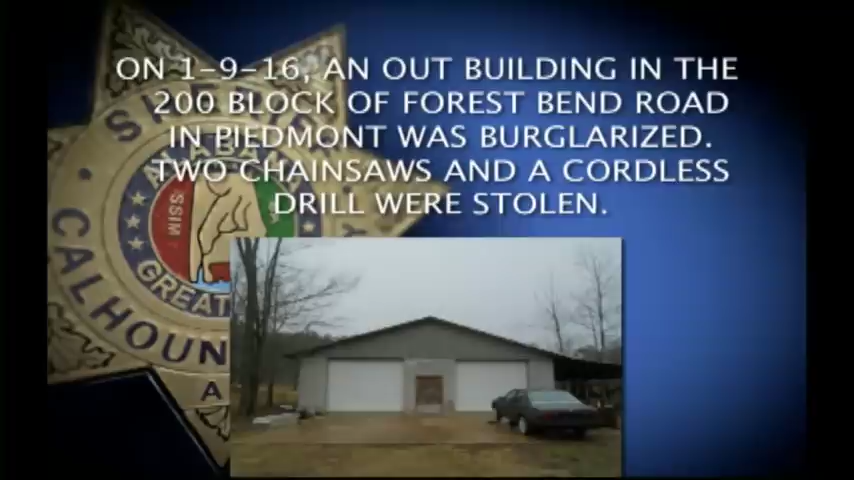 ON 1-9-16, AN OUT BUILDING IN THE
200 BLOCK OF FOREST BEND ROAD
IN PIEDMONT WAS BURGLARIZED.
TWO CHAINSAWS AND A CORDLESS
DRILL WERE STOLEN.
GREAT
CALHOUN